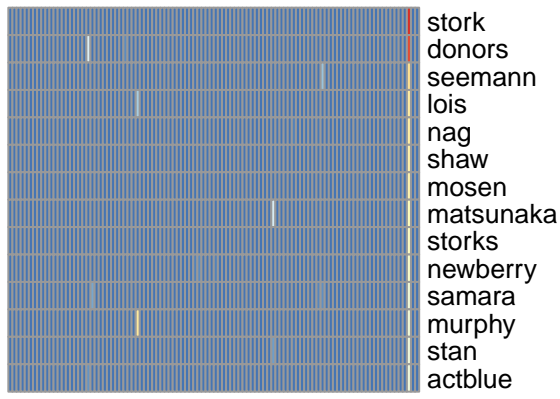 stork
donors
seemann
lois
nag
shaw
mosen
matsunaka
storks
newberry
samara
murphy
stan
actblue